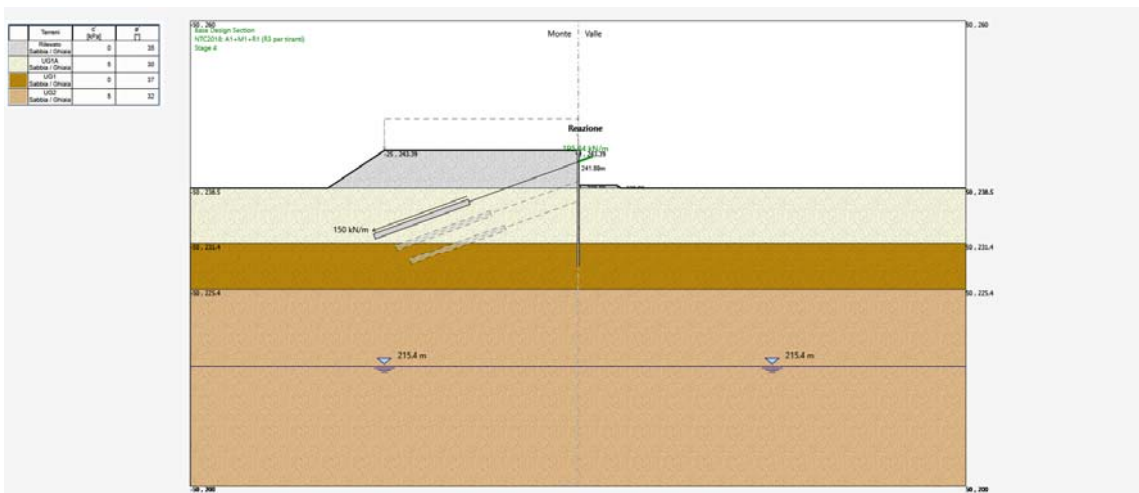 Terreni c' [kPa] ø' [°]
Rilevato Sabbia / Ghiaia 0 35
UG1A Sabbia / Ghiaia 5 30
UG1 Sabbia / Ghiaia 0 37
UG2 Sabbia / Ghiaia 5 32
-50 , 260
50 , 260
Base Design Section
NTC2018: A1+M1+R1 (R3 per tiranti)
Stage 4
Monte
Valle
Reazione
-25 , 243.39
241.89m
-50 , 238.5
50 , 238.5
150 kN/m
-50 , 231.4
50 , 231.4
-50 , 225.4
50 , 225.4
215.4 m
215.4 m
-50 , 200
50 , 200